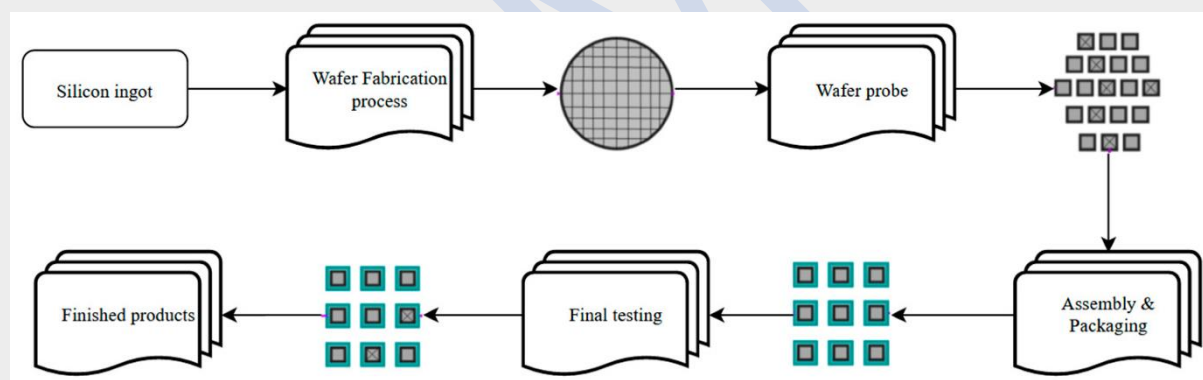 Silicon ingot
Wafer Fabrication
process
Wafer probe
Assembly &
Packaging
Final testing
Finished products